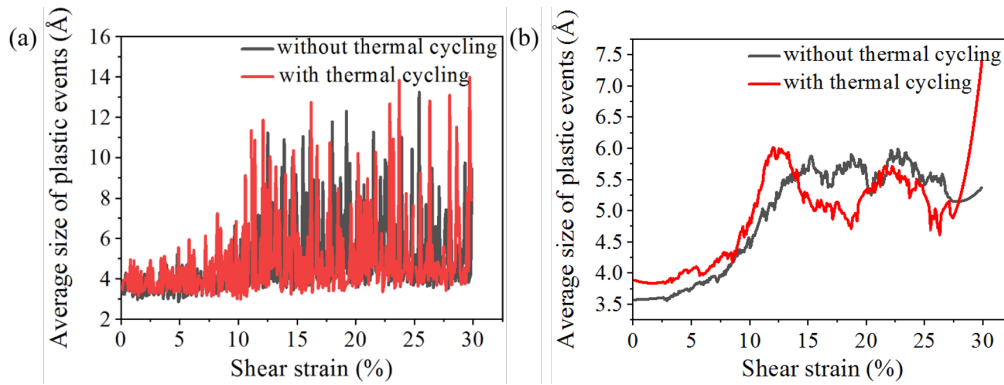 (a)
Average size of plastic events (Å)
16
14
12
10
8
6
4
2
without thermal cycling
with thermal cycling
0 5 10 15 20 25 30
Shear strain (%)
(b)
Average size of plastic events (Å)
7.5
7.0
6.5
6.0
5.5
5.0
4.5
4.0
3.5
without thermal cycling
with thermal cycling
0 5 10 15 20 25 30
Shear strain (%)